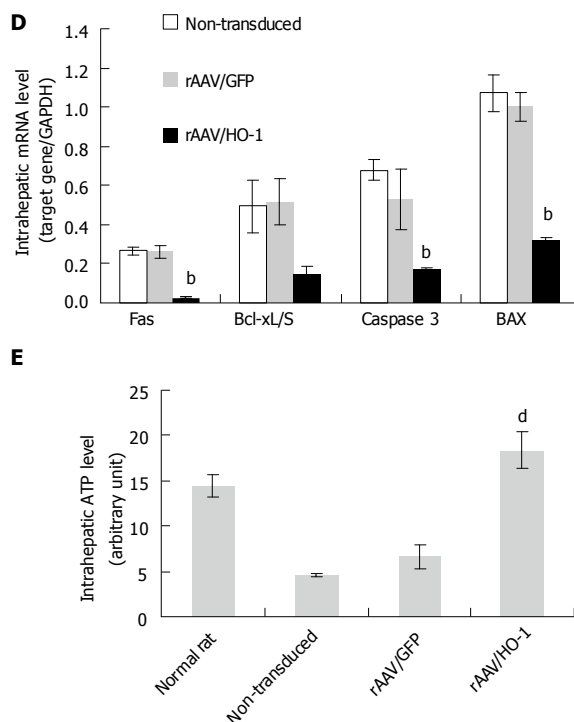 D
Non-transduced
rAAV/GFP
rAAV/HO-1
Intrahepatic mRNA level
(target gene/GAPDH)
1.4
1.2
1.0
0.8
0.6
0.4
0.2
0.0
b
b
b
Fas
Bcl-xL/S
Caspase 3
BAX
E
Intrahepatic ATP level
(arbitrary unit)
25
20
15
10
5
0
d
Normal rat
Non-transduced
rAAV/GFP
rAAV/HO-1